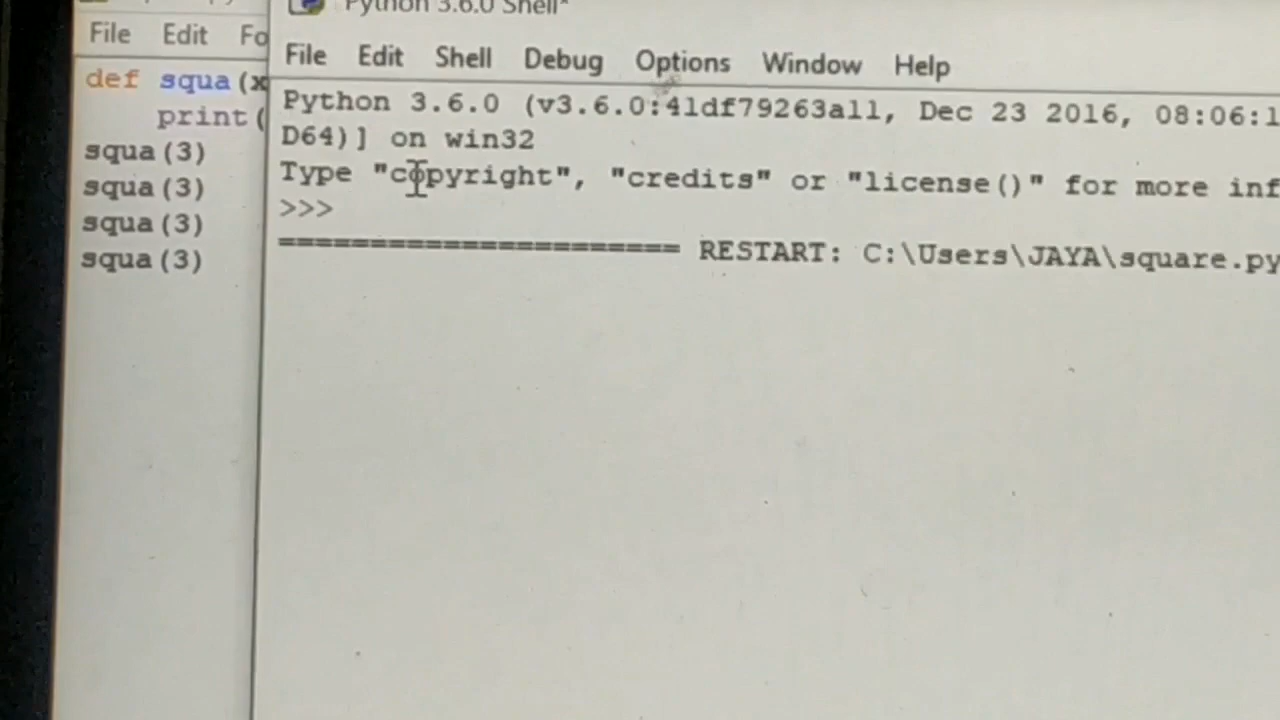 Python 3.6.0 Shell*
File Edit Fo
def squa(x
print(
squa(3)
squa(3)
squa(3)
squa(3)
File Edit Shell Debug Options Window Help
Python 3.6.0 (v3.6.0:41df79263a11, Dec 23 2016, 08:06:1
D64)] on win32
Type "copyright", "credits" or "license()" for more inf
>>>
====================== RESTART: C:\Users\JAYA\square.py